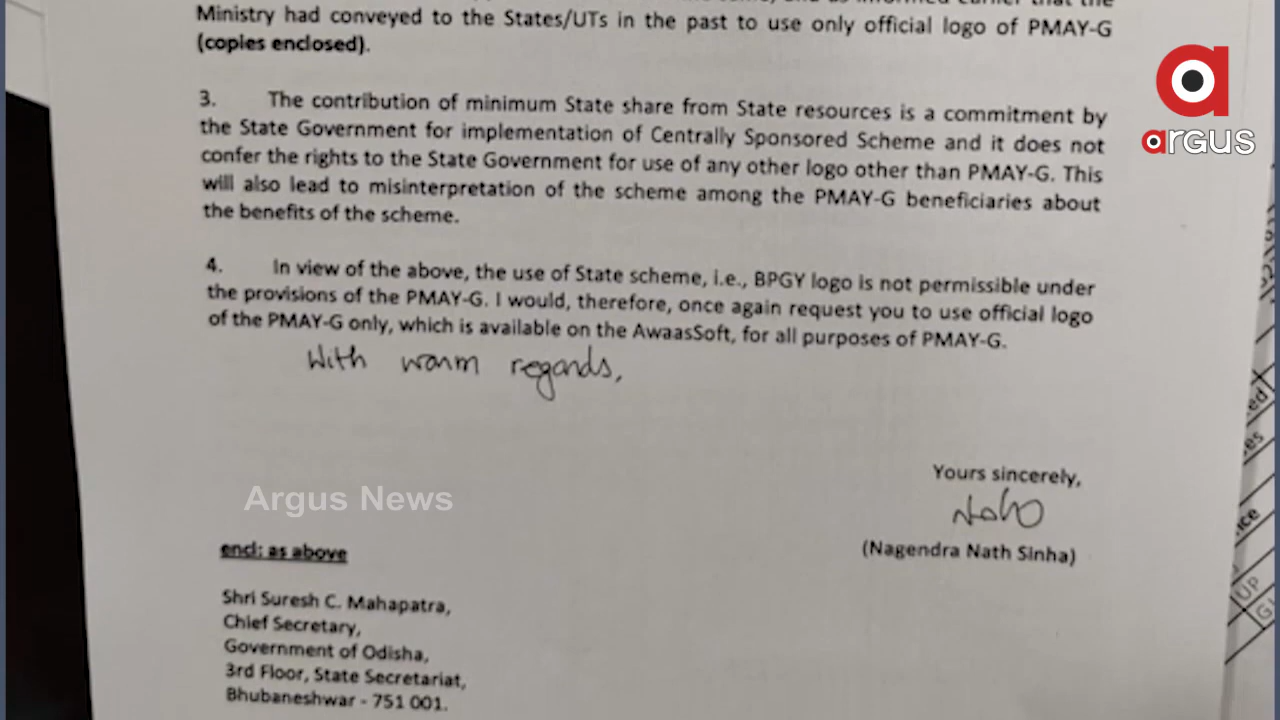 Ministry had conveyed to the States/UTs in the past to use only official logo of PMAY-G
(copies enclosed).
3. The contribution of minimum State share from State resources is a commitment by
the State Government for implementation of Centrally Sponsored Scheme and it does not
confer the rights to the State Government for use of any other logo other than PMAY-G. This
will also lead to misinterpretation of the scheme among the PMAY-G beneficiaries about
the benefits of the scheme.
4. In view of the above, the use of State scheme, i.e., BPGY logo is not permissible under
the provisions of the PMAY-G. I would, therefore, once again request you to use official logo
of the PMAY-G only, which is available on the AwaasSoft, for all purposes of PMAY-G.
With warm regards,
Yours sincerely,
(Nagendra Nath Sinha)
encl: as above
Shri Suresh C. Mahapatra,
Chief Secretary,
Government of Odisha,
3rd Floor, State Secretariat,
Bhubaneshwar - 751 001.
Argus News
a
argus
UP